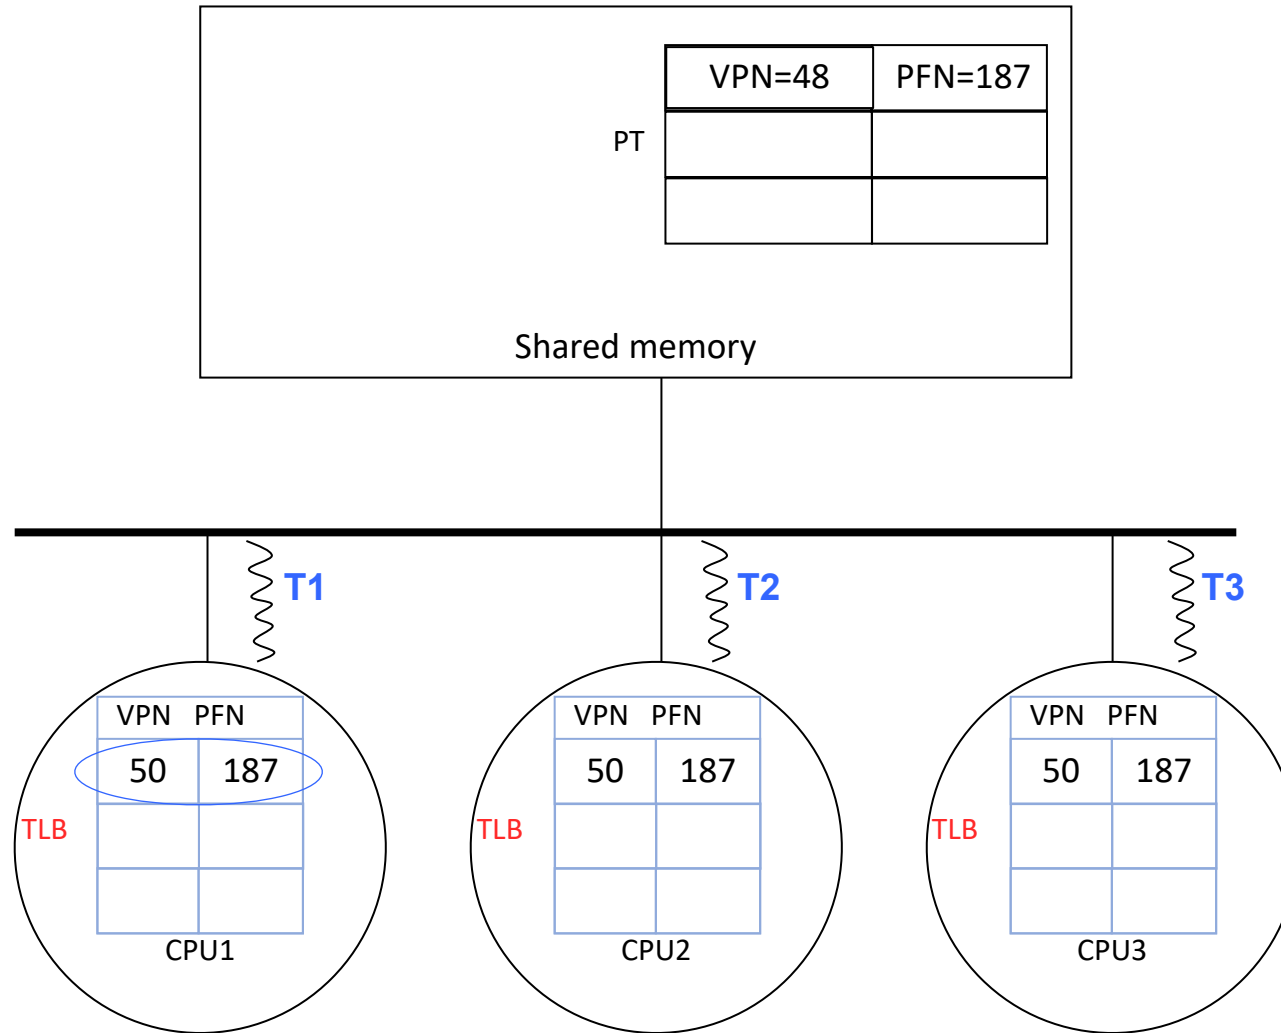 VPN=48 PFN=187
PT
Shared memory
T1 T2 T3
VPN PFN VPN PFN VPN PFN
50 187 50 187 50 187
TLB TLB TLB
CPU1 CPU2 CPU3